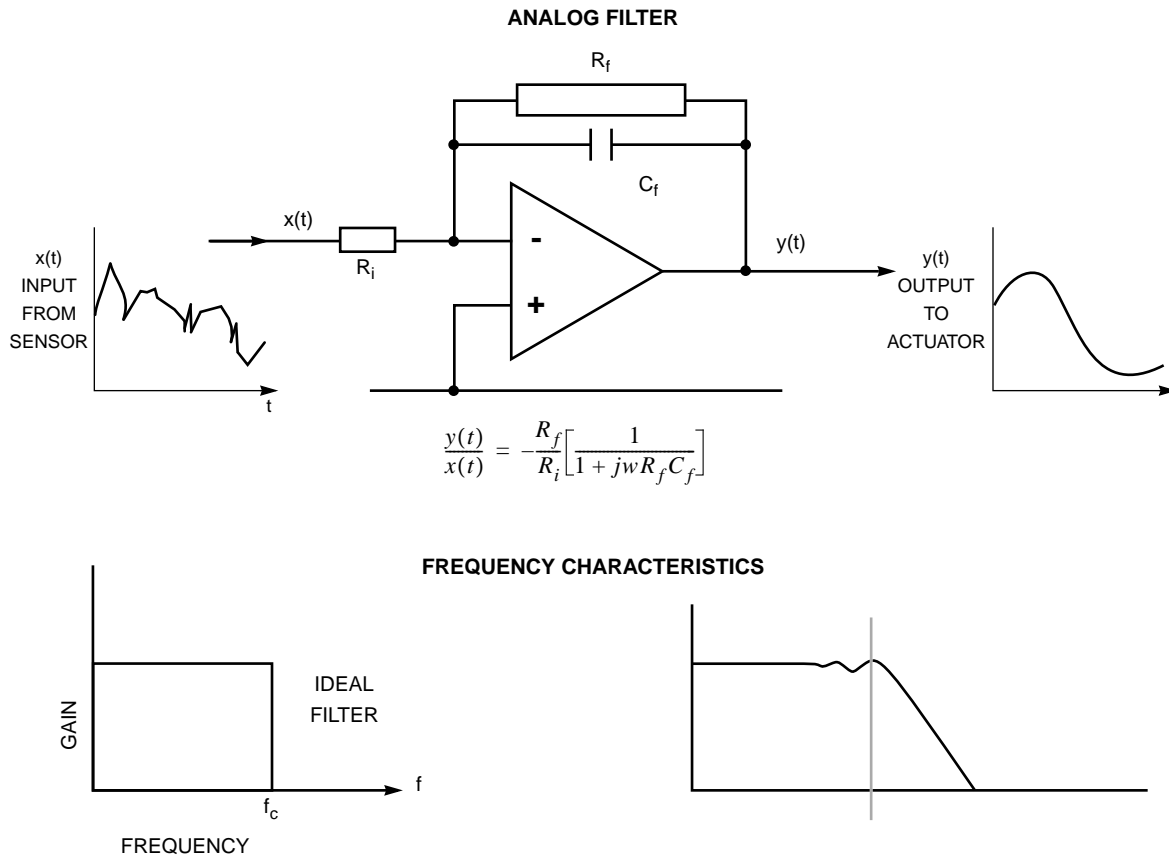 ANALOG FILTER
R_f
C_f
x(t)
R_i
-
+
y(t)
x(t)
INPUT
FROM
SENSOR
t
y(t)
OUTPUT
TO
ACTUATOR
y(t)/x(t) = -R_f/R_i[1/(1 + jwR_fC_f)]
FREQUENCY CHARACTERISTICS
GAIN
IDEAL
FILTER
f
f_c
FREQUENCY